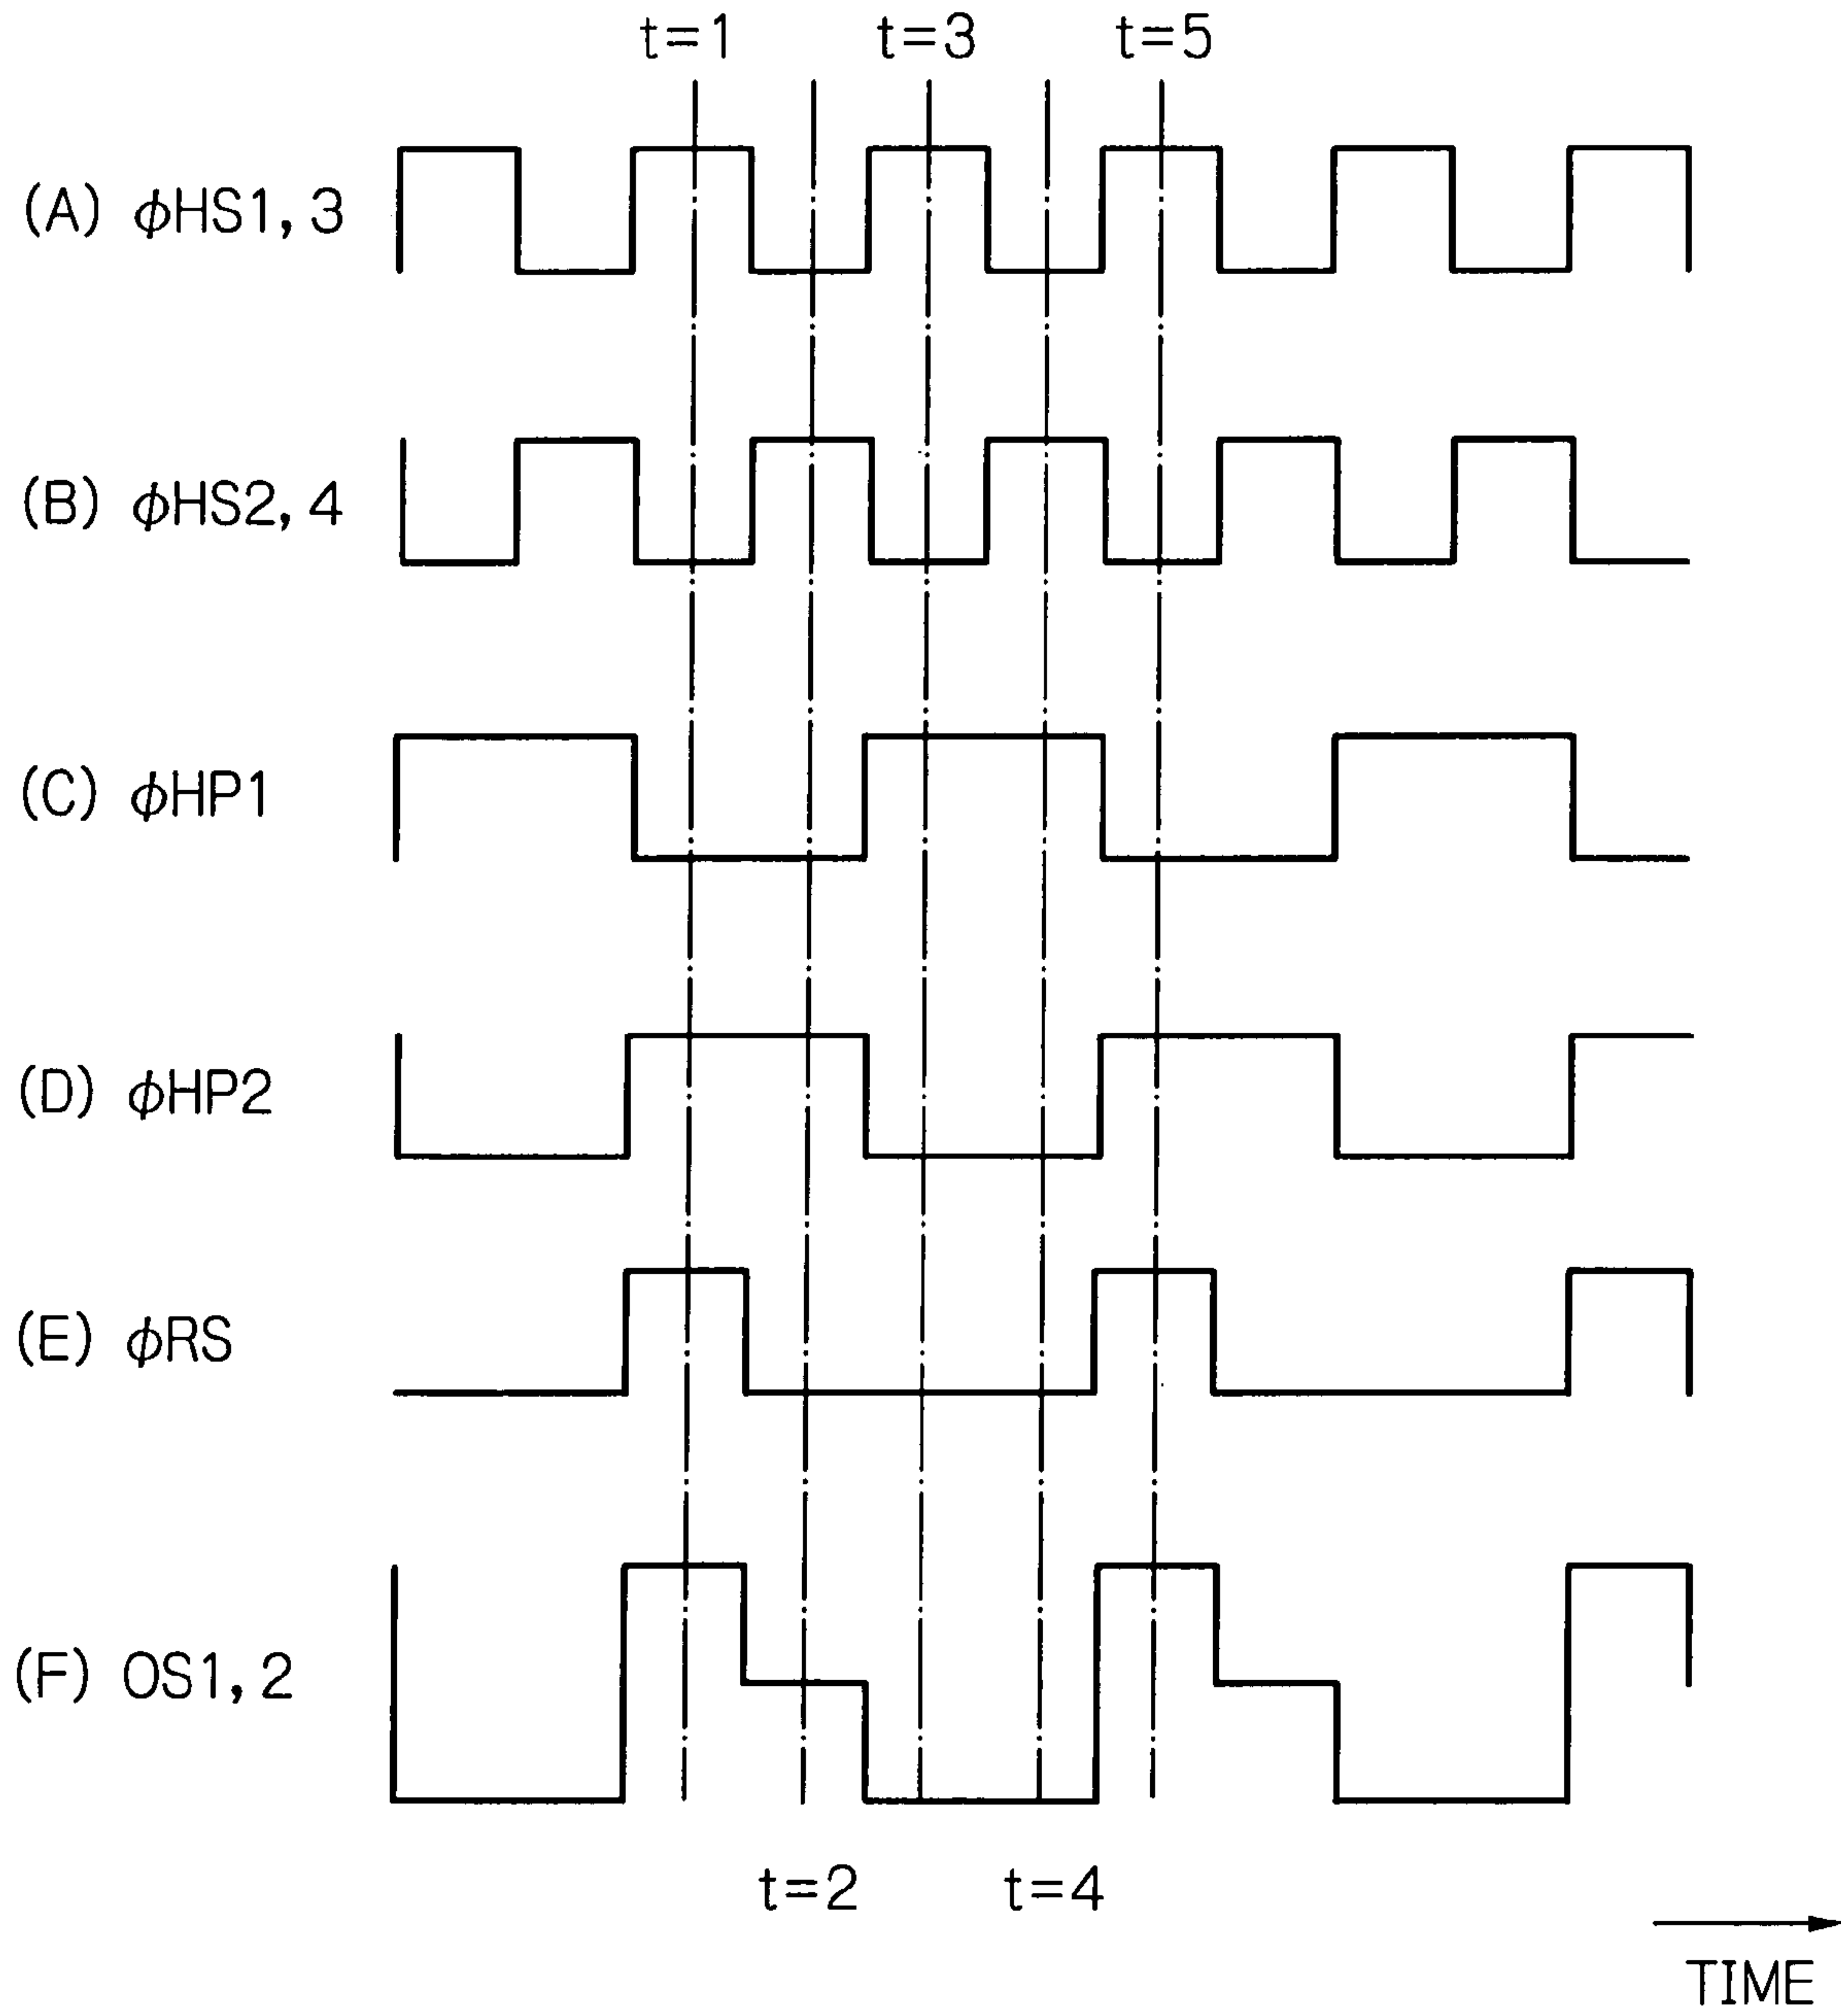 t=1 t=3 t=5
(A) ϕHS1, 3
(B) ϕHS2, 4
(C) ϕHP1
(D) ϕHP2
(E) ϕRS
(F) OS1, 2
t=2 t=4
TIME